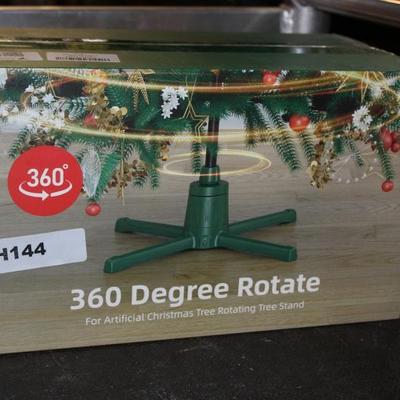 360°
H144
360 Degree Rotate
For Artificial Christmas Tree Rotating Tree Stand